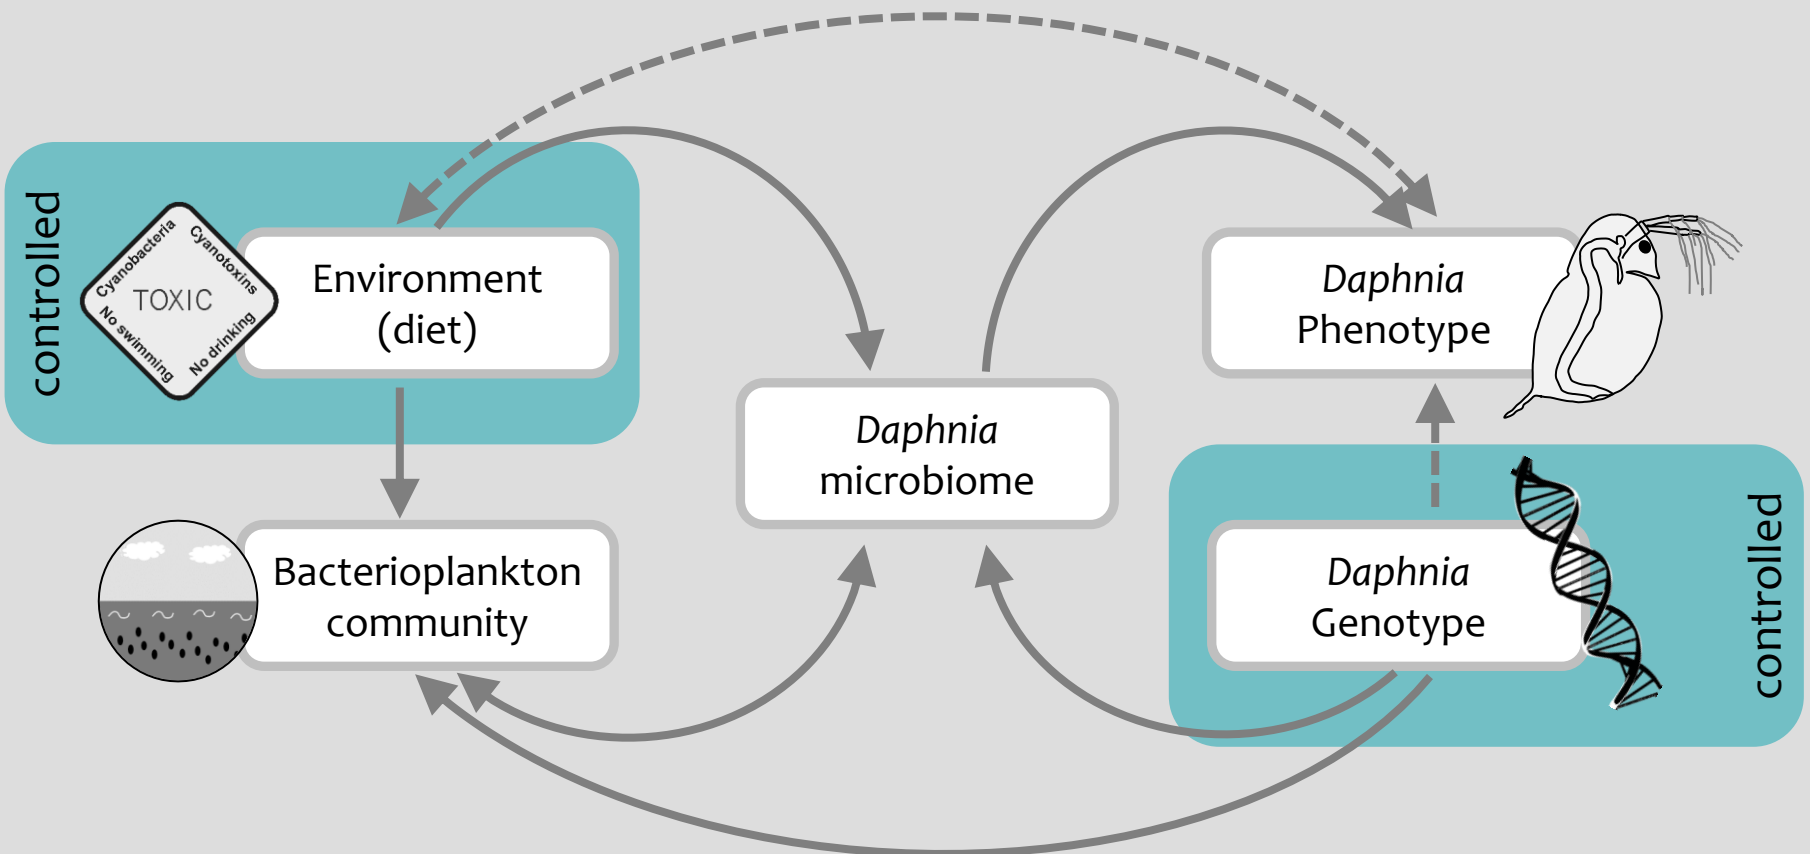 controlled
Cyanobacteria
Cyanotoxins
TOXIC
No swimming
No drinking
Environment
(diet)
Daphnia
Phenotype
Daphnia
microbiome
Bacterioplankton
community
Daphnia
Genotype
controlled